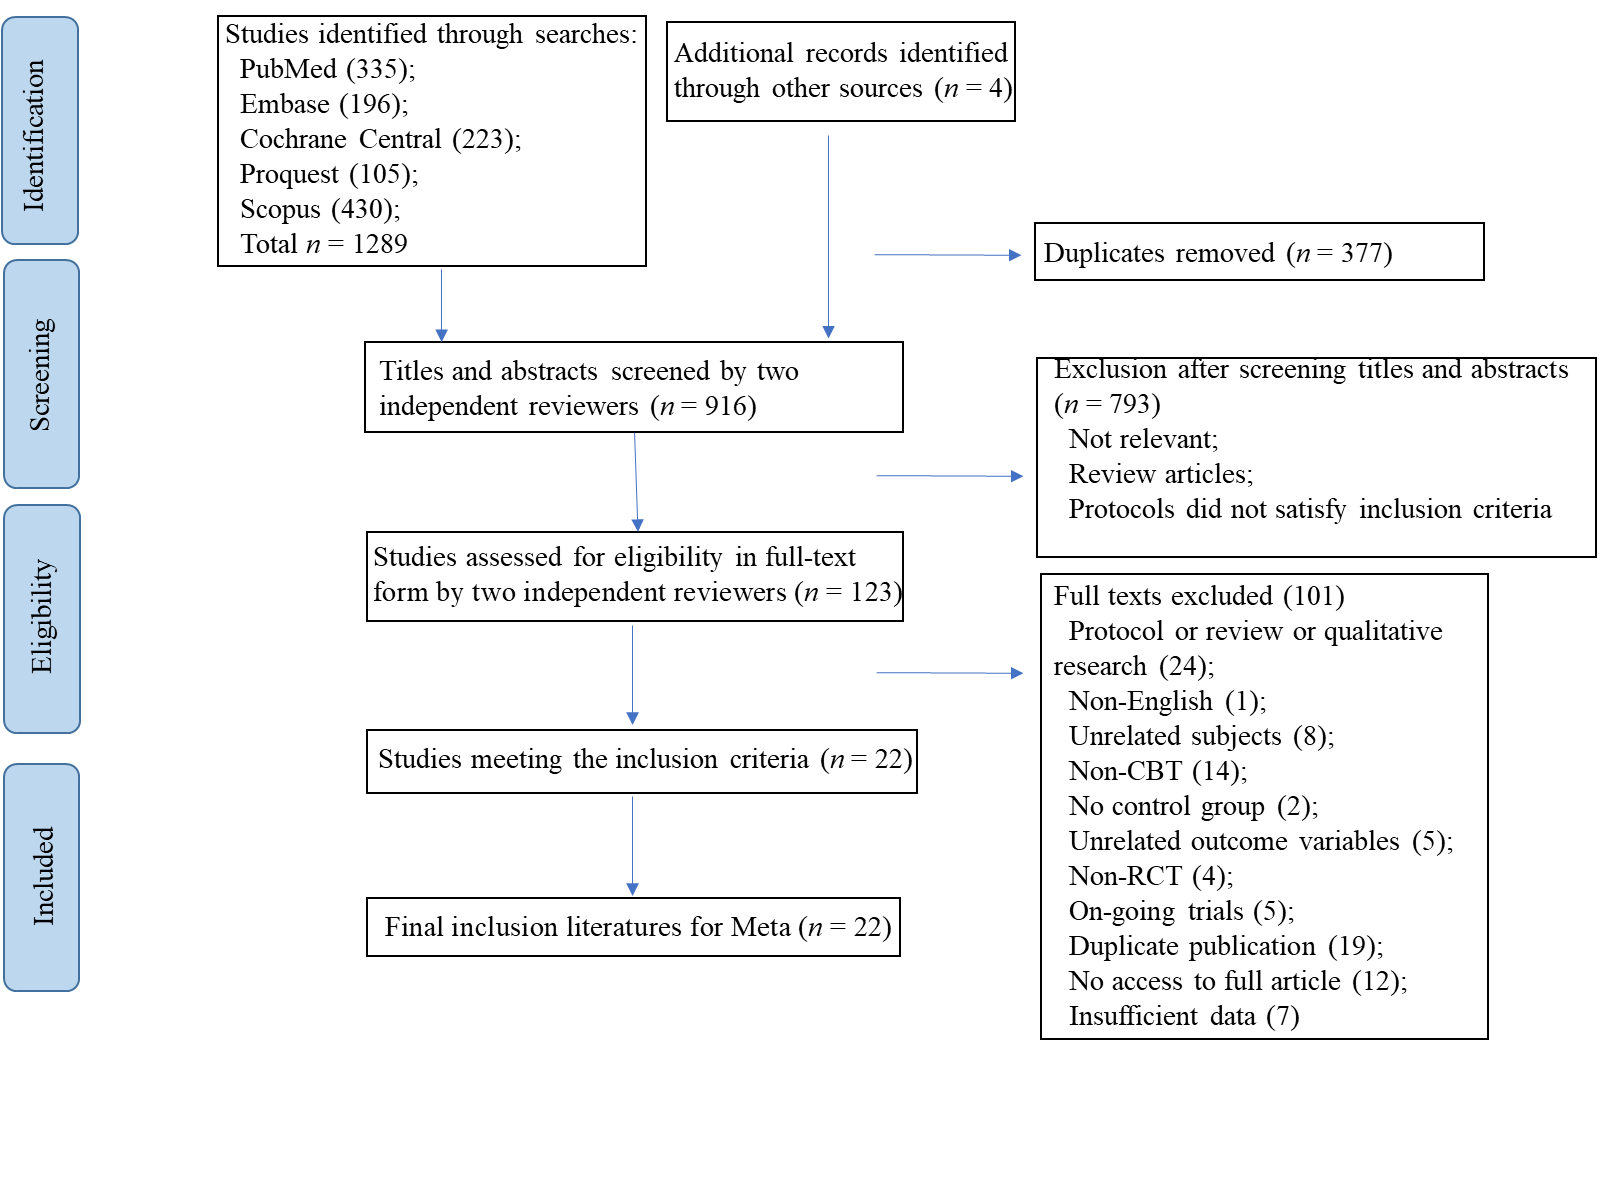 Identification
Studies identified through searches:
PubMed (335);
Embase (196);
Cochrane Central (223);
Proquest (105);
Scopus (430);
Total n = 1289
Additional records identified
through other sources (n = 4)
Duplicates removed (n = 377)
Screening
Titles and abstracts screened by two
independent reviewers (n = 916)
Exclusion after screening titles and abstracts
(n = 793)
Not relevant;
Review articles;
Protocols did not satisfy inclusion criteria
Eligibility
Studies assessed for eligibility in full-text
form by two independent reviewers (n = 123)
Full texts excluded (101)
Protocol or review or qualitative
research (24);
Non-English (1);
Unrelated subjects (8);
Non-CBT (14);
No control group (2);
Unrelated outcome variables (5);
Non-RCT (4);
On-going trials (5);
Duplicate publication (19);
No access to full article (12);
Insufficient data (7)
Studies meeting the inclusion criteria (n = 22)
Included
Final inclusion literatures for Meta (n = 22)